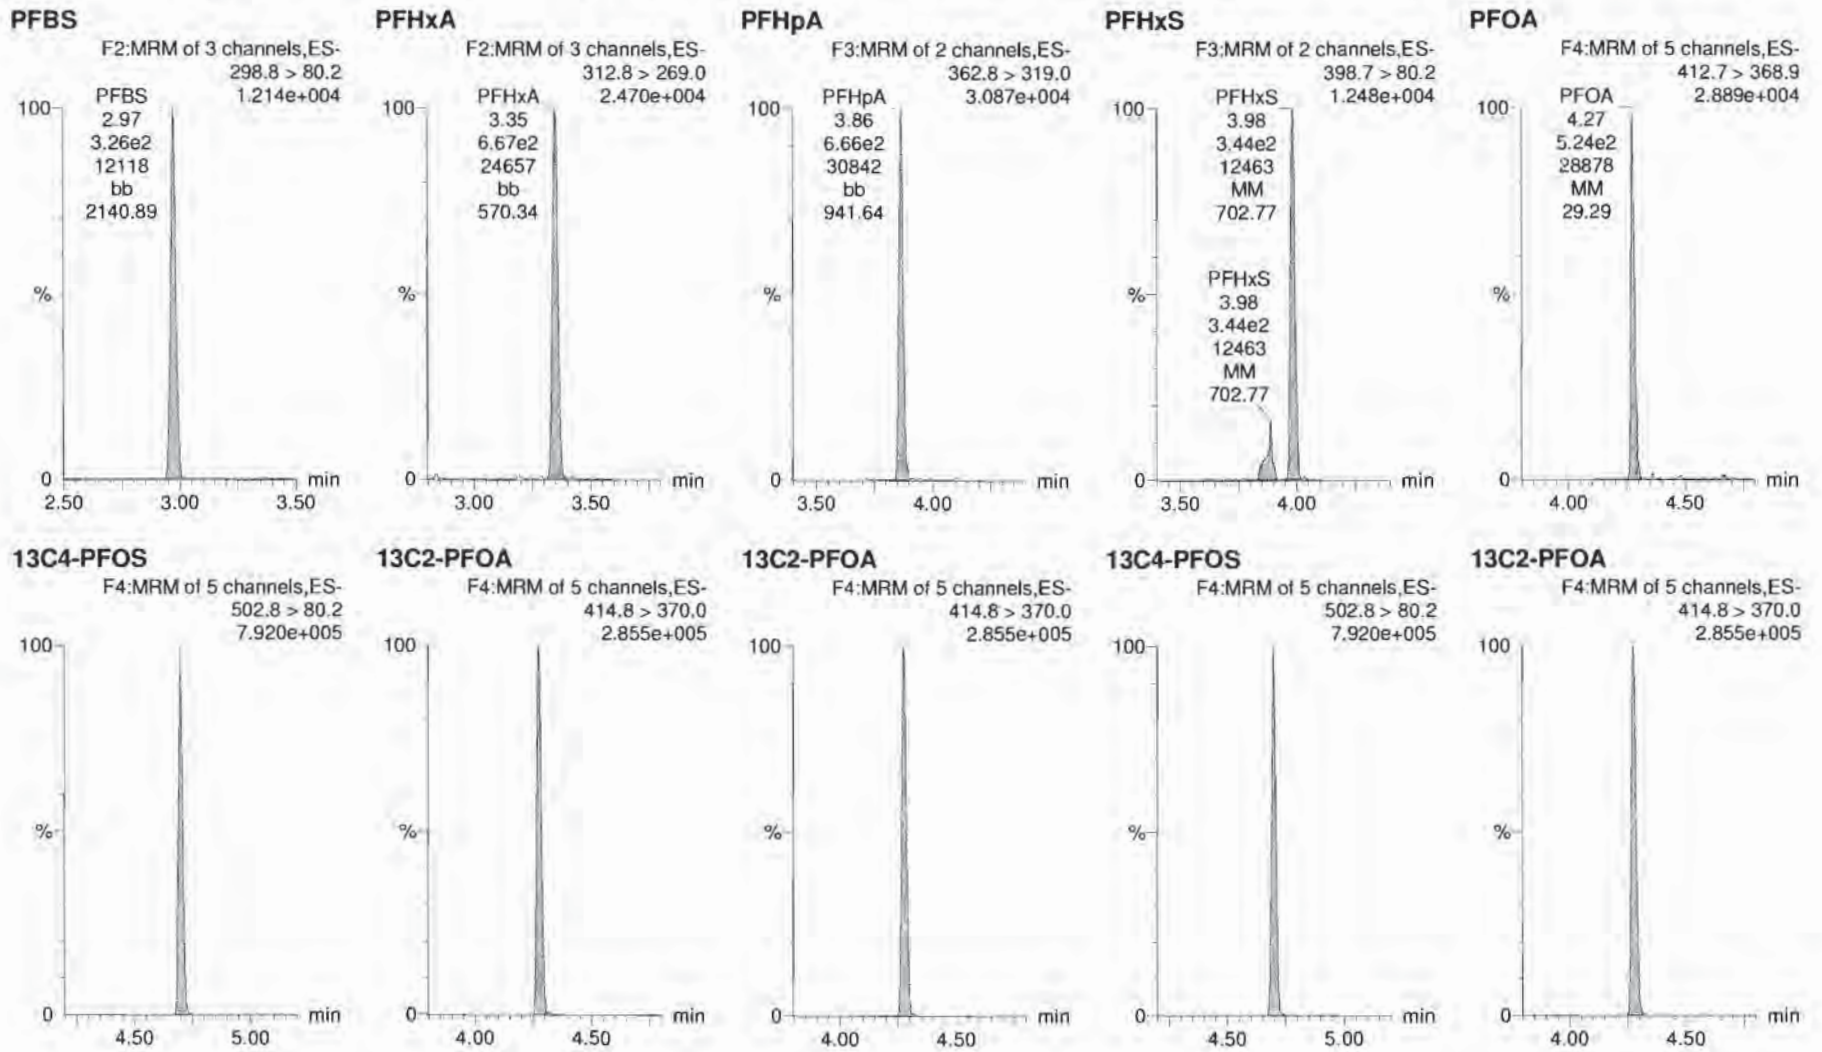 PFBS
F2:MRM of 3 channels,ES-
298.8 > 80.2
1.214e+004
100
PFBS
2.97
3.26e2
12118
bb
2140.89
%
0
min
2.50 3.00 3.50
PFHxA
F2:MRM of 3 channels,ES-
312.8 > 269.0
2.470e+004
100
PFHxA
3.35
6.67e2
24657
bb
570.34
%
0
min
3.00 3.50
PFHpA
F3:MRM of 2 channels,ES-
362.8 > 319.0
3.087e+004
100
PFHpA
3.86
6.66e2
30842
bb
941.64
%
0
min
3.50 4.00
PFHxS
F3:MRM of 2 channels,ES-
398.7 > 80.2
1.248e+004
100
PFHxS
3.98
3.44e2
12463
MM
702.77
PFHxS
3.98
3.44e2
12463
MM
702.77
%
0
min
3.50 4.00
PFOA
F4:MRM of 5 channels,ES-
412.7 > 368.9
2.889e+004
100
PFOA
4.27
5.24e2
28878
MM
29.29
%
0
min
4.00 4.50
13C4-PFOS
F4:MRM of 5 channels,ES-
502.8 > 80.2
7.920e+005
100
%
0
min
4.50 5.00
13C2-PFOA
F4:MRM of 5 channels,ES-
414.8 > 370.0
2.855e+005
100
%
0
min
4.00 4.50
13C2-PFOA
F4:MRM of 5 channels,ES-
414.8 > 370.0
2.855e+005
100
%
0
min
4.00 4.50
13C4-PFOS
F4:MRM of 5 channels,ES-
502.8 > 80.2
7.920e+005
100
%
0
min
4.50 5.00
13C2-PFOA
F4:MRM of 5 channels,ES-
414.8 > 370.0
2.855e+005
100
%
0
min
4.00 4.50